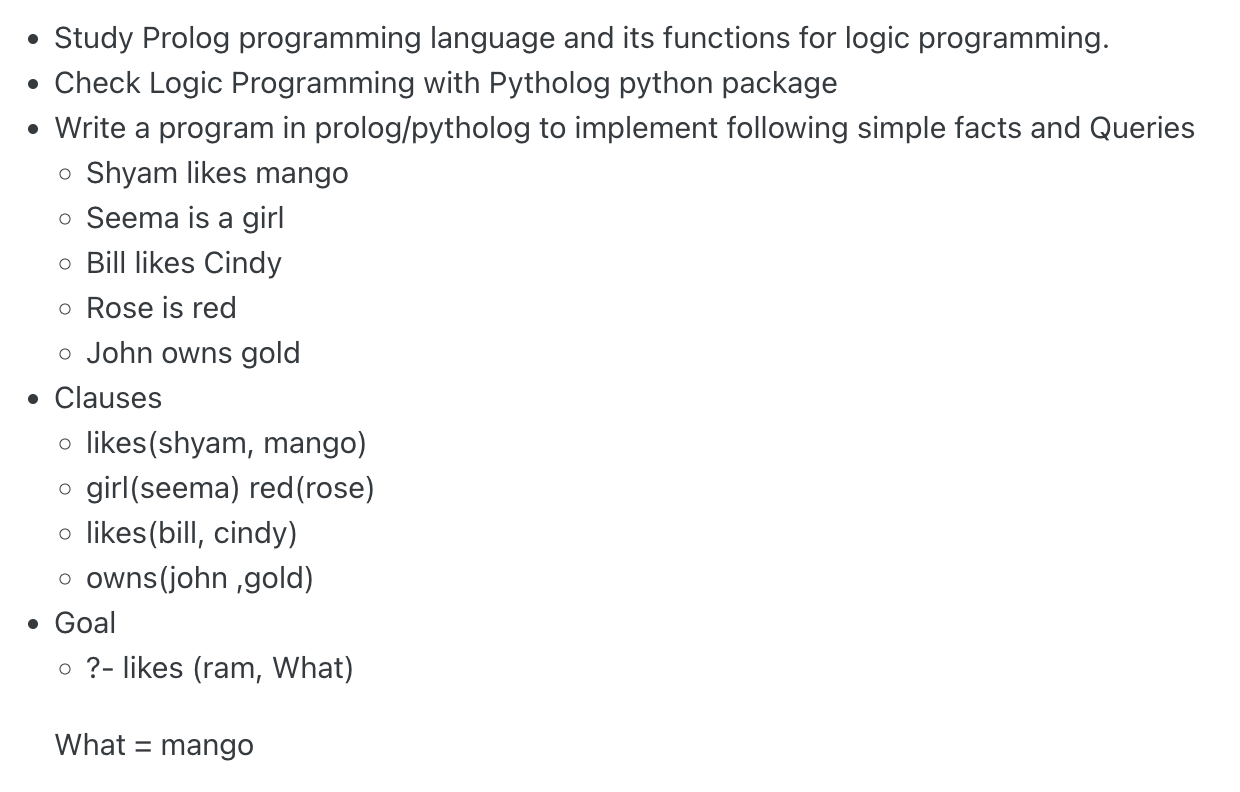 Study Prolog programming language and its functions for logic programming.
Check Logic Programming with Pytholog python package
Write a program in prolog/pytholog to implement following simple facts and Queries
Shyam likes mango
Seema is a girl
Bill likes Cindy
Rose is red
John owns gold
Clauses
likes(shyam, mango)
girl(seema) red(rose)
likes(bill, cindy)
owns(john ,gold)
Goal
?- likes (ram, What)
What = mango